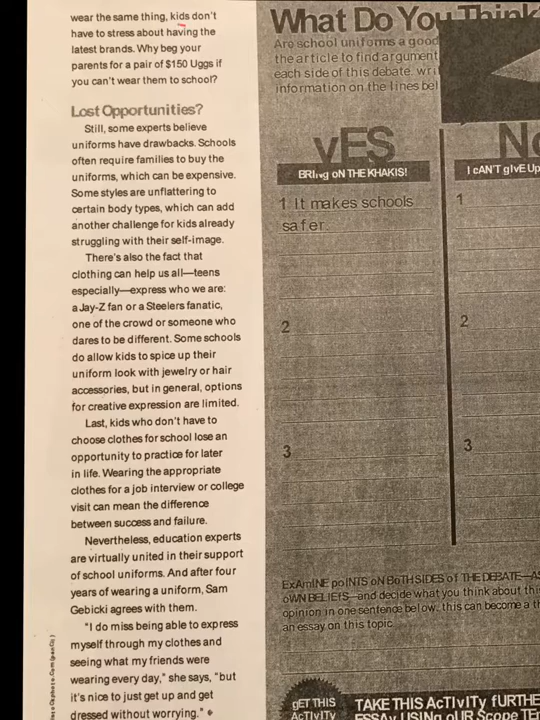 wear the same thing, kids don't
have to stress about having the
latest brands. Why beg your
parents for a pair of $150 Uggs if
you can't wear them to school?
Lost Opportunities?
Still, some experts believe
uniforms have drawbacks. Schools
often require families to buy the
uniforms, which can be expensive.
Some styles are unflattering to
certain body types, which can add
another challenge for kids already
struggling with their self-image.
There's also the fact that
clothing can help us all—teens
especially—express who we are:
a Jay-Z fan or a Steelers fanatic,
one of the crowd or someone who
dares to be different. Some schools
do allow kids to spice up their
uniform look with jewelry or hair
accessories, but in general, options
for creative expression are limited.
Last, kids who don't have to
choose clothes for school lose an
opportunity to practice for later
in life. Wearing the appropriate
clothes for a job interview or college
visit can mean the difference
between success and failure.
Nevertheless, education experts
are virtually united in their support
of school uniforms. And after four
years of wearing a uniform, Sam
Gebicki agrees with them.
"I do miss being able to express
myself through my clothes and
seeing what my friends were
wearing every day," she says, "but
it's nice to just get up and get
dressed without worrying."
What Do You Think
Are school uniforms a good
the article to find argument
each side of this debate. wri
information on the lines bel
yES
BRIng oN THE KHAKIS!
1 It makes schools
safer.
2
3
No
I cAN'T gIvE Up
1
2
3
ExAmINE poINTS oN BoTH SIDES of THE DEBATE—AS
oWN BELIEfS—and decide what you think about this
opinion in one sentence below. this can become a th
an essay on this topic
gET THIS
AcTIvITy
TAKE THIS AcTIvITy fURTHE
ESSAy USINg oUR Scope TE